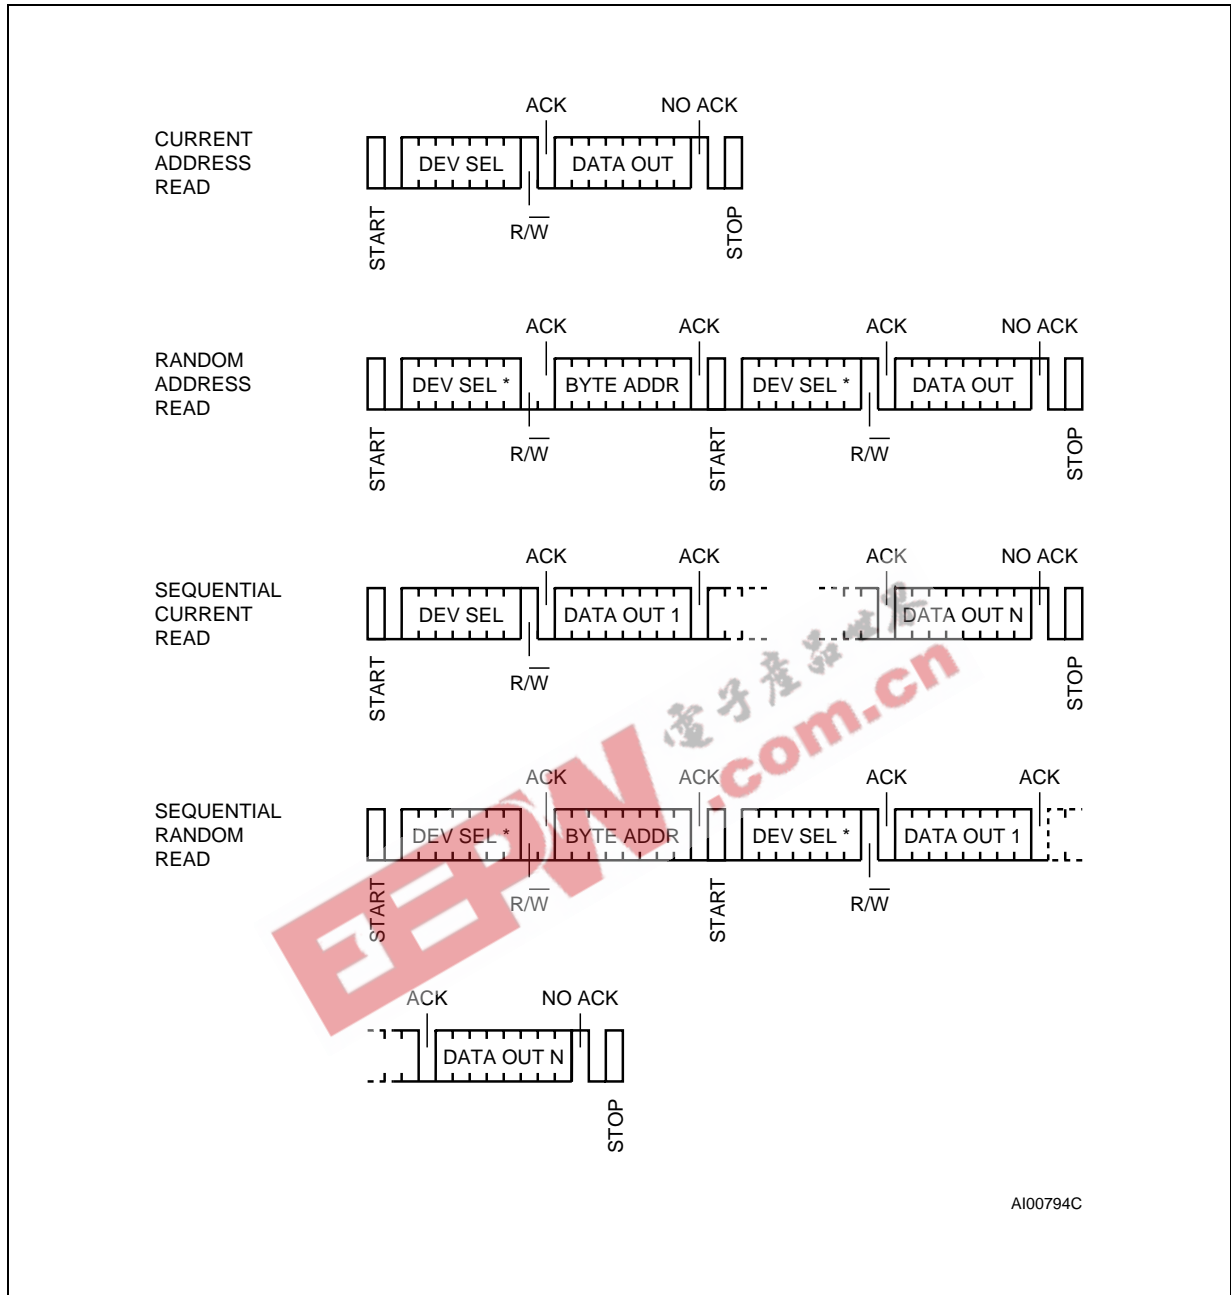 ACK NO ACK
CURRENT
ADDRESS
READ
DEV SEL DATA OUT
R/W
START STOP
ACK ACK ACK NO ACK
RANDOM
ADDRESS
READ
DEV SEL * BYTE ADDR DEV SEL * DATA OUT
R/W R/W
START START STOP
ACK ACK ACK NO ACK
SEQUENTIAL
CURRENT
READ
DEV SEL DATA OUT 1 DATA OUT N
R/W
START STOP
電子產品世界
EEPW .com.cn
ACK ACK ACK ACK
SEQUENTIAL
RANDOM
READ
DEV SEL * BYTE ADDR DEV SEL * DATA OUT 1
R/W R/W
START START
ACK NO ACK
DATA OUT N
STOP
AI00794C